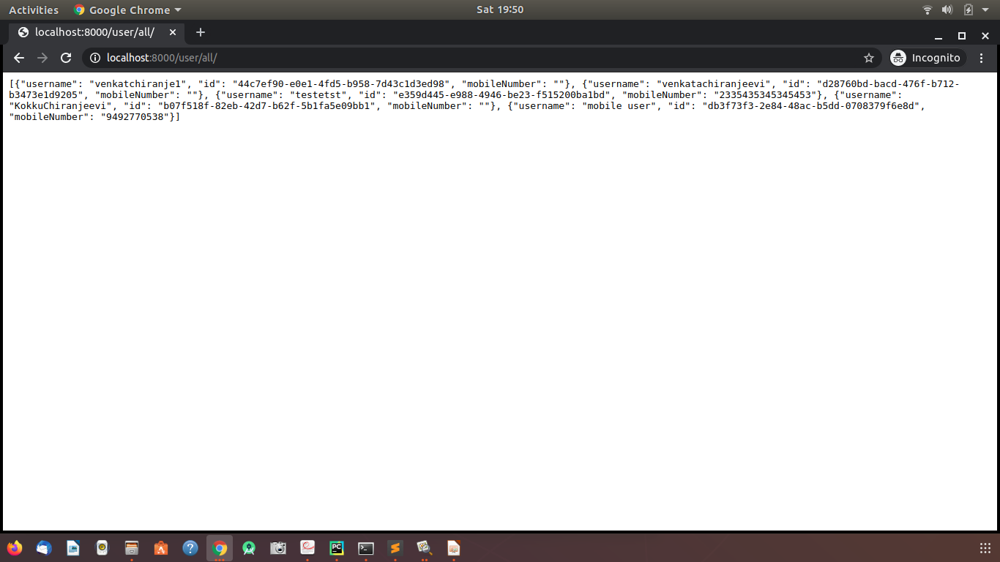 Activities Google Chrome Sat 19:50
localhost:8000/user/all/
localhost:8000/user/all/ Incognito
[{"username": "venkatchiranje1", "id": "44c7ef90-e0e1-4fd5-b958-7d43c1d3ed98", "mobileNumber": ""}, {"username": "venkatachiranjeevi", "id": "d28760bd-bacd-476f-b712-
b3473e1d9205", "mobileNumber": ""}, {"username": "testetst", "id": "e359d445-e988-4946-be23-f515200ba1bd", "mobileNumber": "2335435345345453"}, {"username":
"KokkuChiranjeevi", "id": "b07f518f-82eb-42d7-b62f-5b1fa5e09bb1", "mobileNumber": ""}, {"username": "mobile user", "id": "db3f73f3-2e84-48ac-b5dd-0708379f6e8d",
"mobileNumber": "9492770538"}]
PC